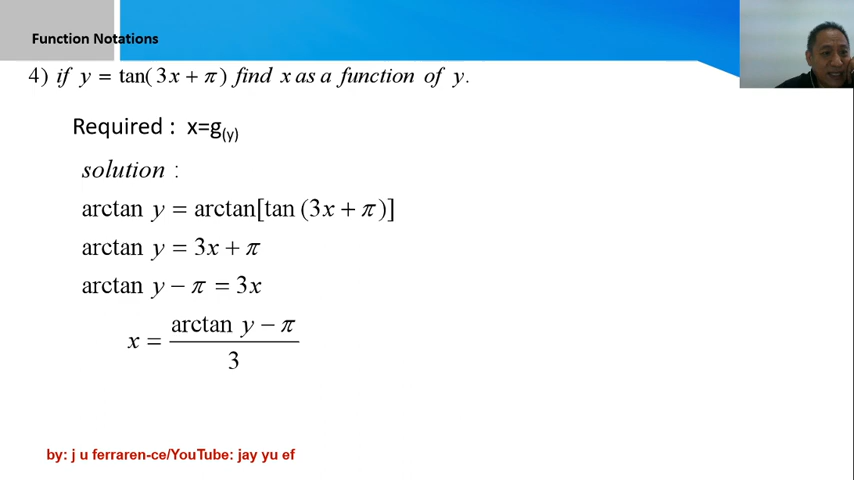 Function Notations
4) if y = tan(3x + π) find x as a function of y.
Required : x=g(y)
solution :
arctan y = arctan[tan (3x + π)]
arctan y = 3x + π
arctan y − π = 3x
x = (arctan y − π) / 3
by: j u ferraren-ce/YouTube: jay yu ef